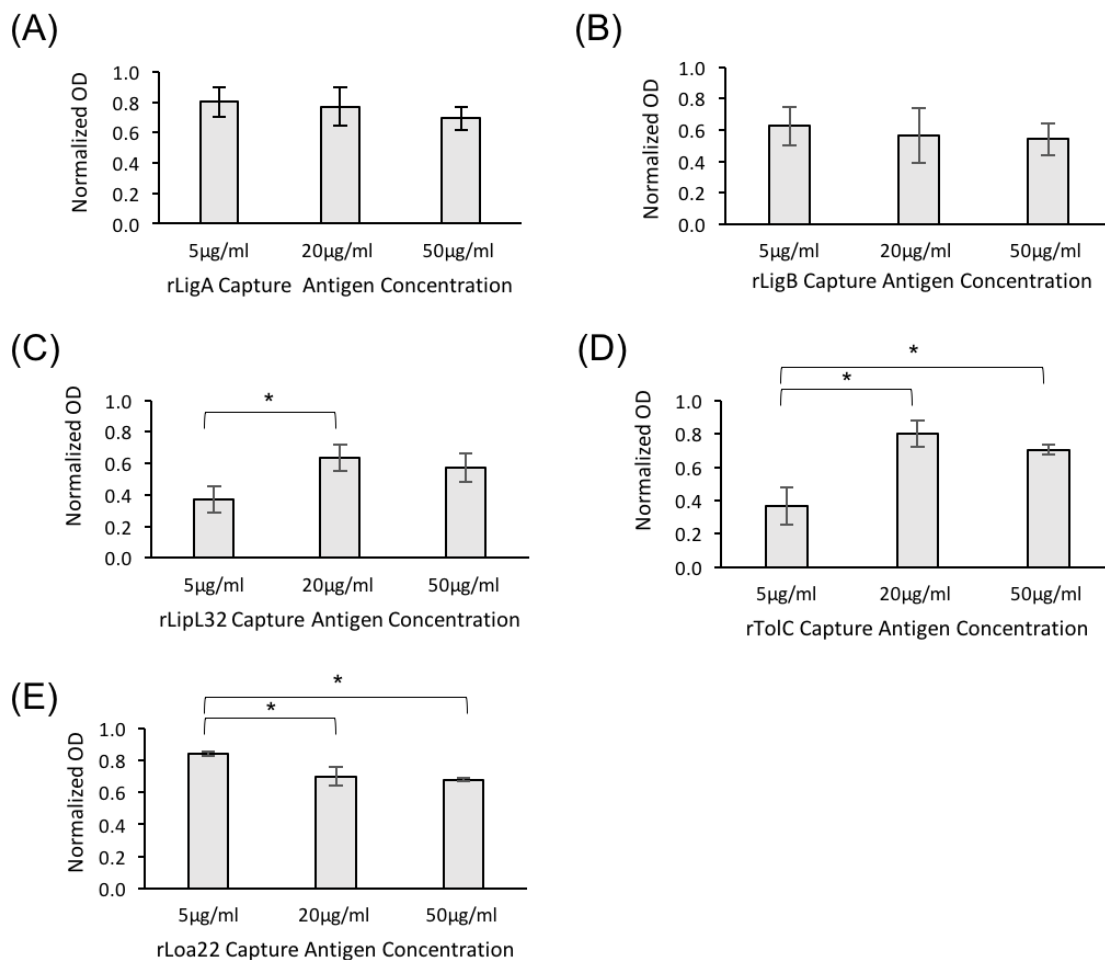 (A)
Normalized OD
1.0
0.8
0.6
0.4
0.2
0.0
5µg/ml 20µg/ml 50µg/ml
rLigA Capture Antigen Concentration
(B)
Normalized OD
1.0
0.8
0.6
0.4
0.2
0.0
5µg/ml 20µg/ml 50µg/ml
rLigB Capture Antigen Concentration
(C)
Normalized OD
1.0
0.8
0.6
0.4
0.2
0.0
*
5µg/ml 20µg/ml 50µg/ml
rLipL32 Capture Antigen Concentration
(D)
Normalized OD
1.0
0.8
0.6
0.4
0.2
0.0
*
*
5µg/ml 20µg/ml 50µg/ml
rTolC Capture Antigen Concentration
(E)
Normalized OD
1.0
0.8
0.6
0.4
0.2
0.0
*
*
5µg/ml 20µg/ml 50µg/ml
rLoa22 Capture Antigen Concentration